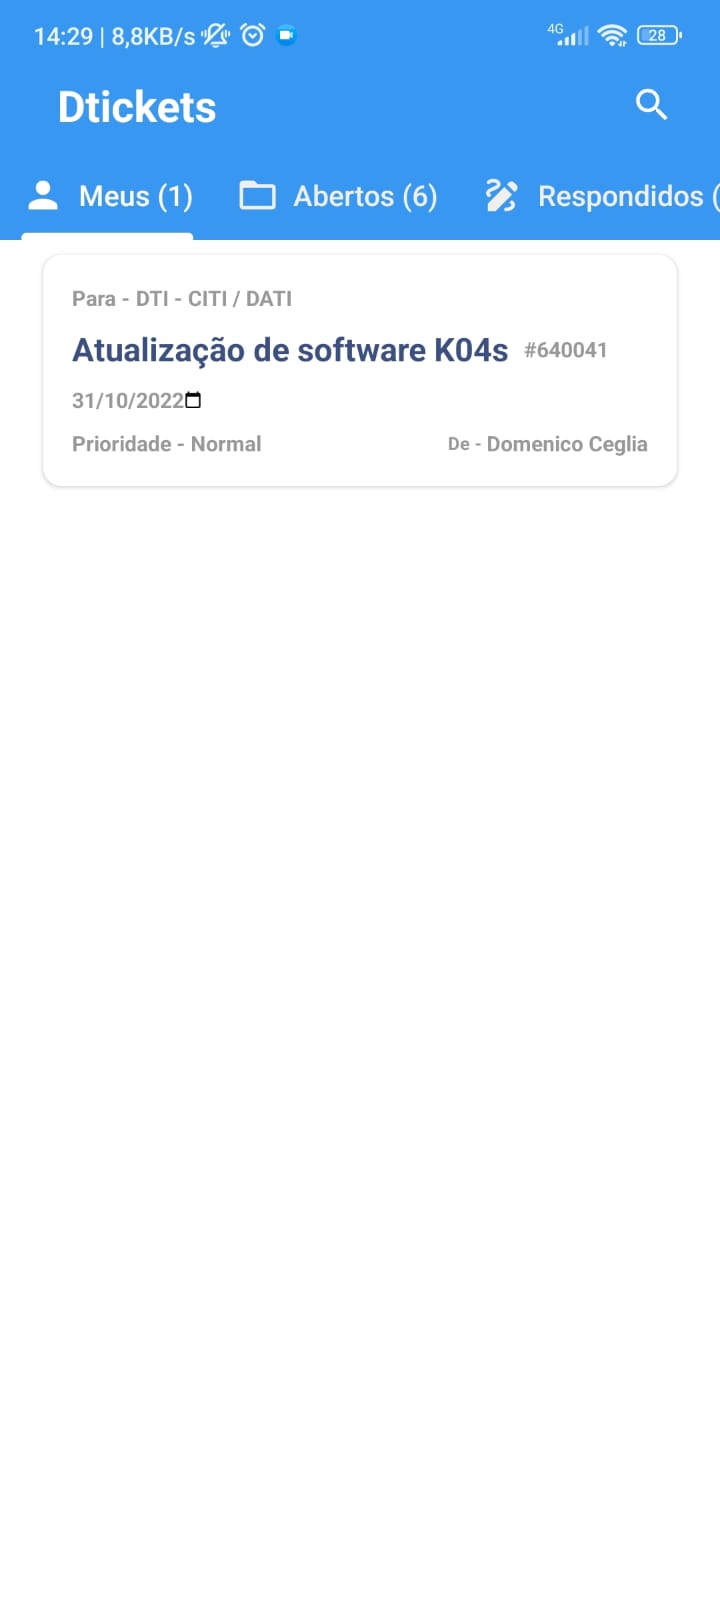 14:29 | 8,8KB/s 4G 28
Dtickets
Meus (1) Abertos (6) Respondidos (
Para - DTI - CITI / DATI
Atualização de software K04s #640041
31/10/2022
Prioridade - Normal De - Domenico Ceglia